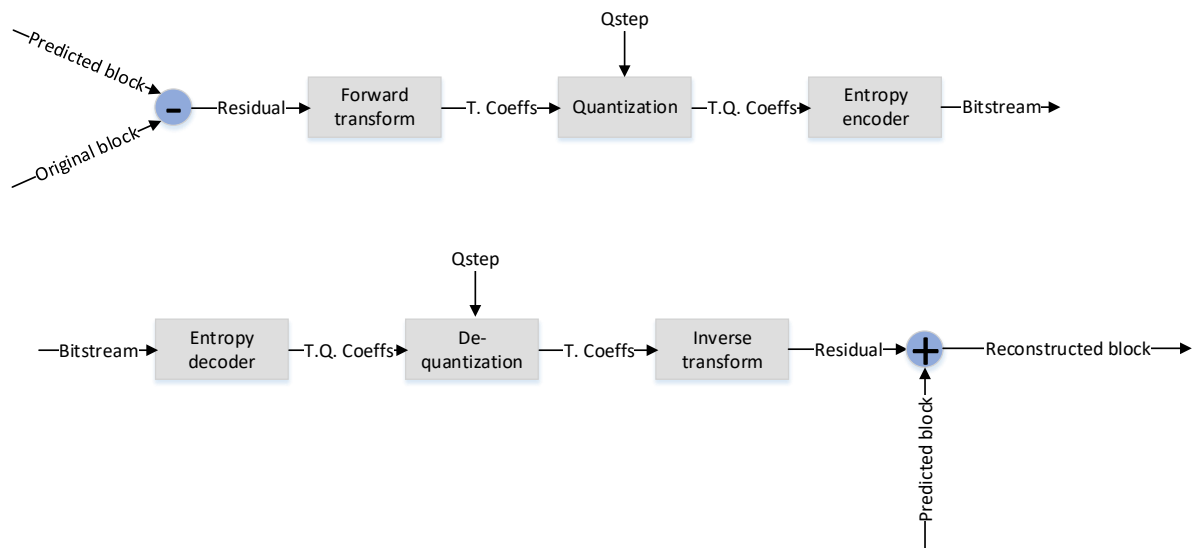 Qstep
Predicted block
Residual
Forward
transform
T. Coeffs
Quantization
T.Q. Coeffs
Entropy
encoder
Bitstream
-
Original block
Qstep
Bitstream
Entropy
decoder
T.Q. Coeffs
De-
quantization
T. Coeffs
Inverse
transform
Residual
+
Reconstructed block
Predicted block